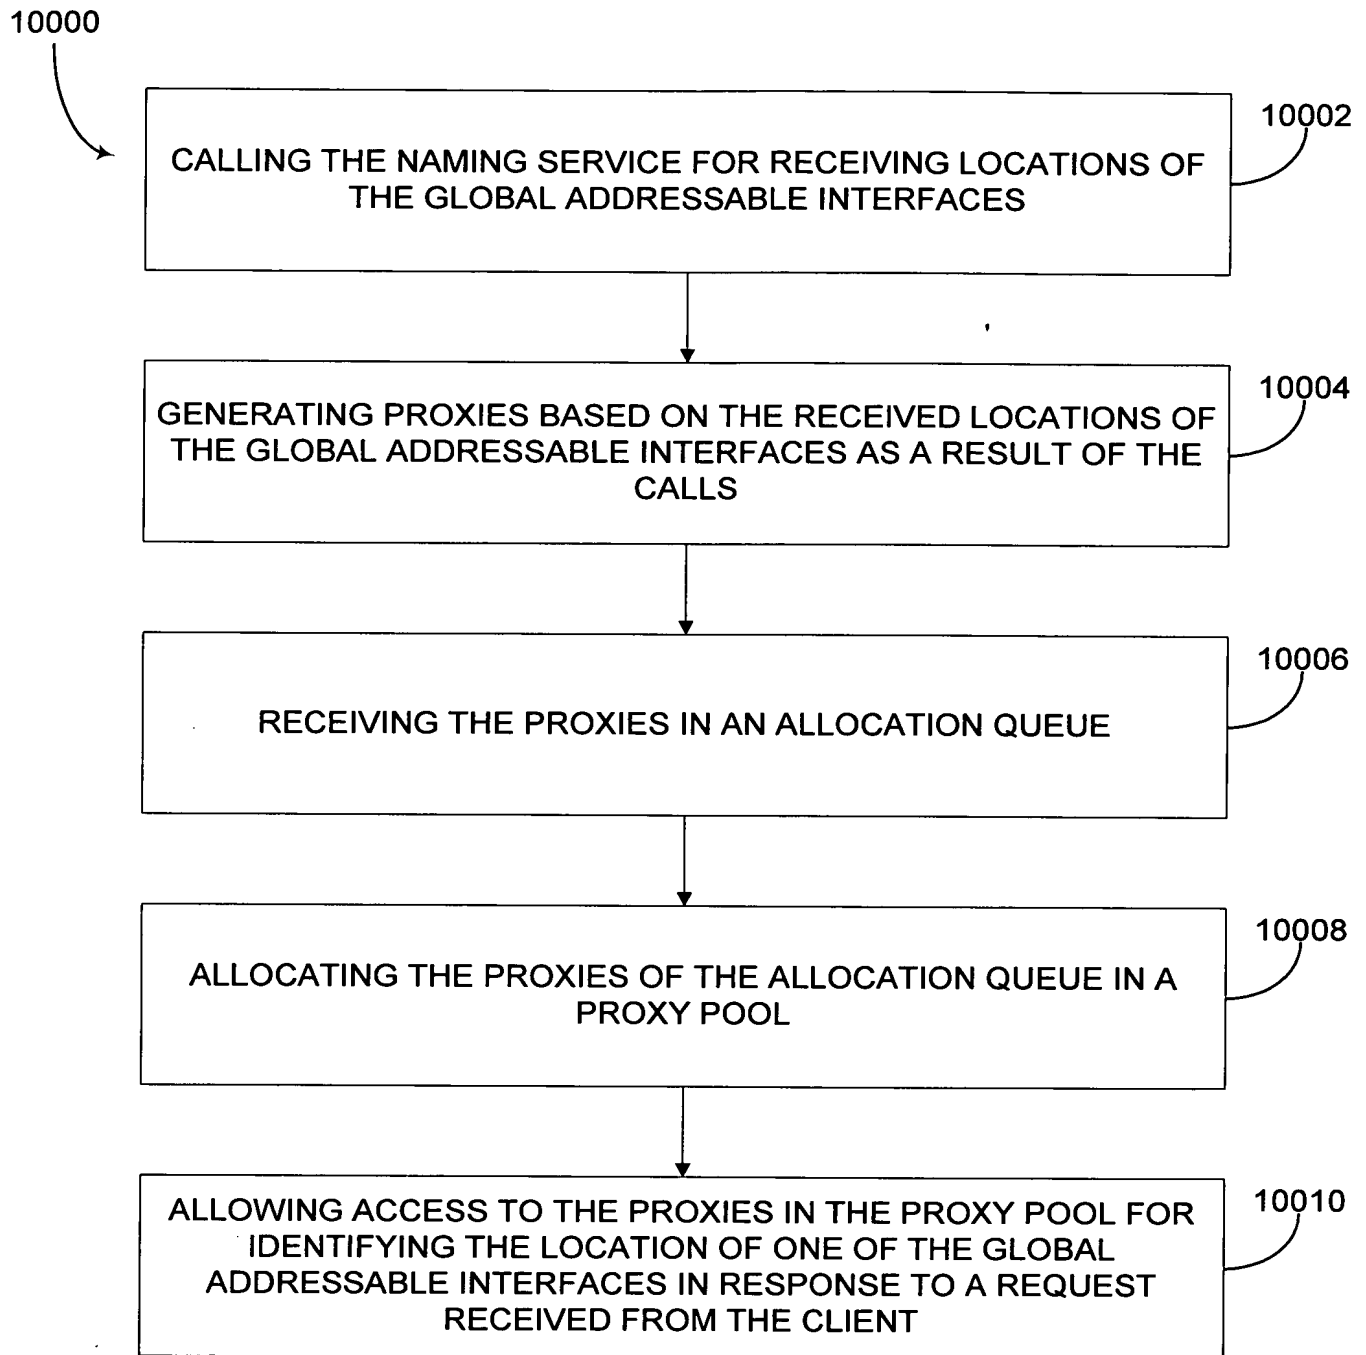 10000
10002
CALLING THE NAMING SERVICE FOR RECEIVING LOCATIONS OF
THE GLOBAL ADDRESSABLE INTERFACES
10004
GENERATING PROXIES BASED ON THE RECEIVED LOCATIONS OF
THE GLOBAL ADDRESSABLE INTERFACES AS A RESULT OF THE
CALLS
10006
RECEIVING THE PROXIES IN AN ALLOCATION QUEUE
10008
ALLOCATING THE PROXIES OF THE ALLOCATION QUEUE IN A
PROXY POOL
10010
ALLOWING ACCESS TO THE PROXIES IN THE PROXY POOL FOR
IDENTIFYING THE LOCATION OF ONE OF THE GLOBAL
ADDRESSABLE INTERFACES IN RESPONSE TO A REQUEST
RECEIVED FROM THE CLIENT